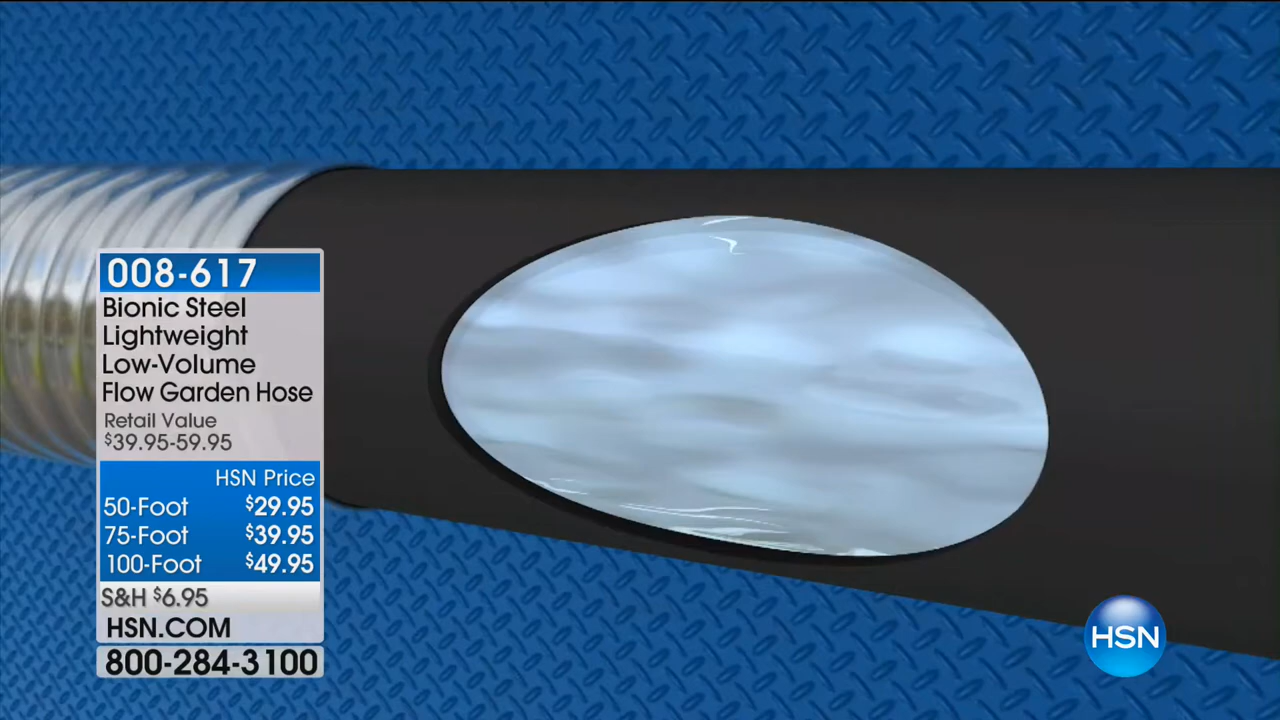 008-617
Bionic Steel
Lightweight
Low-Volume
Flow Garden Hose
Retail Value
$39.95-59.95
HSN Price
50-Foot $29.95
75-Foot $39.95
100-Foot $49.95
S&H $6.95
HSN.COM
800-284-3100
HSN